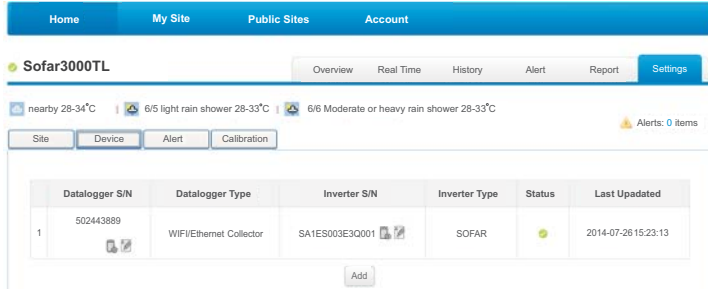 Home My Site Public Sites Account
Sofar3000TL
Overview Real Time History Alert Report Settings
nearby 28-34°C | 6/5 light rain shower 28-33°C | 6/6 Moderate or heavy rain shower 28-33°C
Alerts: 0 items
Site Device Alert Calibration
Datalogger S/N Datalogger Type Inverter S/N Inverter Type Status Last Upadated
1 502443889 WIFI/Ethernet Collector SA1ES003E3Q001 SOFAR 2014-07-26 15:23:13
Add